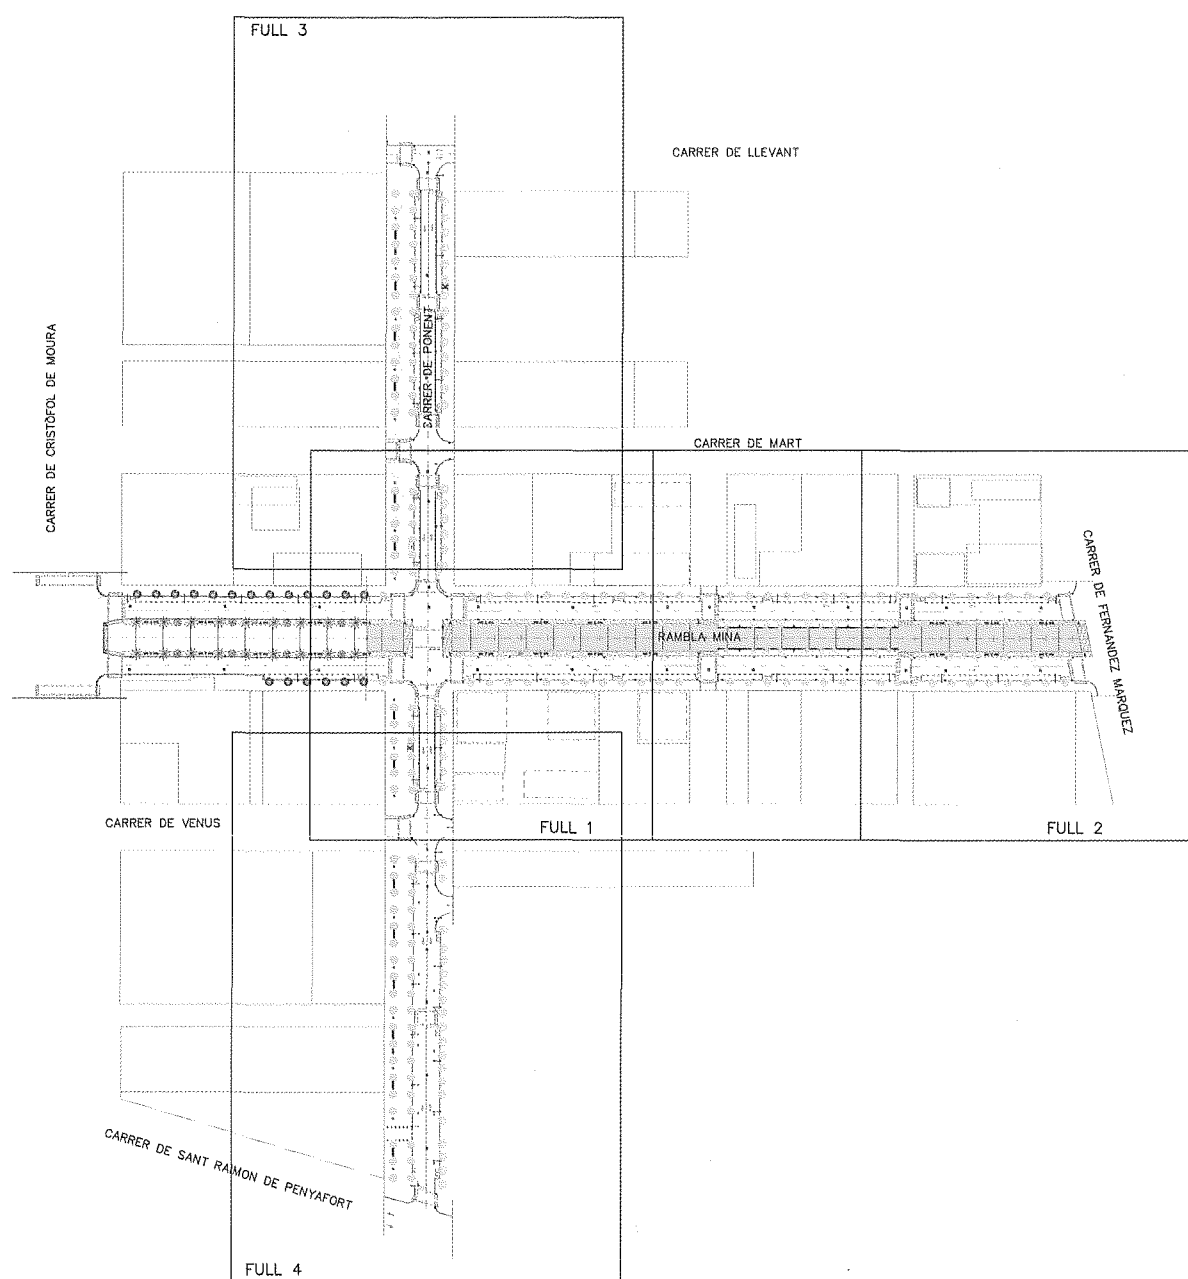 FULL 3
CARRER DE LLEVANT
CARRER DE CRISTÒFOL DE MOURA
CARRER DE PONENT
CARRER DE MART
CARRER DE FERNANDEZ MARQUEZ
RAMBLA MINA
CARRER DE VENUS
FULL 1
FULL 2
CARRER DE SANT RAIMON DE PENYAFORT
FULL 4